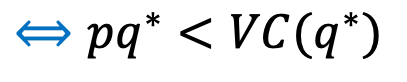 ⇔ pq* < VC(q*)